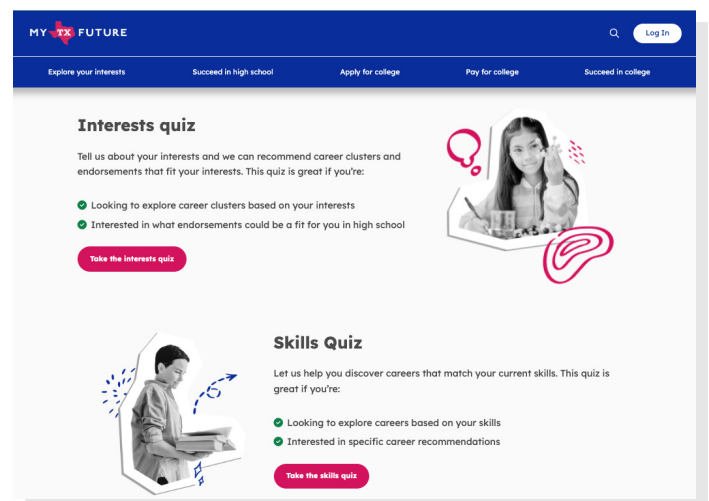 MY TX FUTURE
Log In
Explore your interests
Succeed in high school
Apply for college
Pay for college
Succeed in college
Interests quiz
Tell us about your interests and we can recommend career clusters and
endorsements that fit your interests. This quiz is great if you're:
Looking to explore career clusters based on your interests
Interested in what endorsements could be a fit for you in high school
Take the interests quiz
Skills Quiz
Let us help you discover careers that match your current skills. This quiz is
great if you're:
Looking to explore careers based on your skills
Interested in specific career recommendations
Take the skills quiz